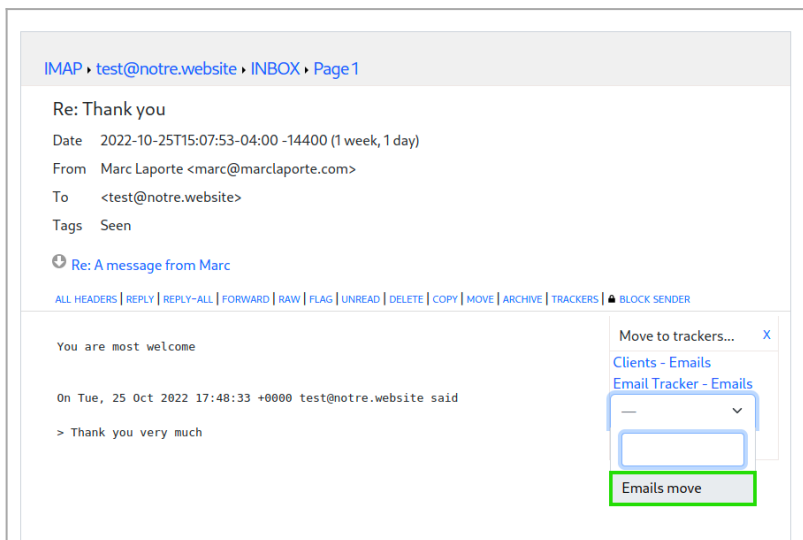 IMAP ▸ test@notre.website ▸ INBOX ▸ Page 1
Re: Thank you
Date 2022-10-25T15:07:53-04:00 -14400 (1 week, 1 day)
From Marc Laporte <marc@marclaporte.com>
To <test@notre.website>
Tags Seen
Re: A message from Marc
ALL HEADERS | REPLY | REPLY-ALL | FORWARD | RAW | FLAG | UNREAD | DELETE | COPY | MOVE | ARCHIVE | TRACKERS | BLOCK SENDER
You are most welcome
On Tue, 25 Oct 2022 17:48:33 +0000 test@notre.website said
> Thank you very much
Move to trackers... X
Clients - Emails
Email Tracker - Emails
—
Emails move